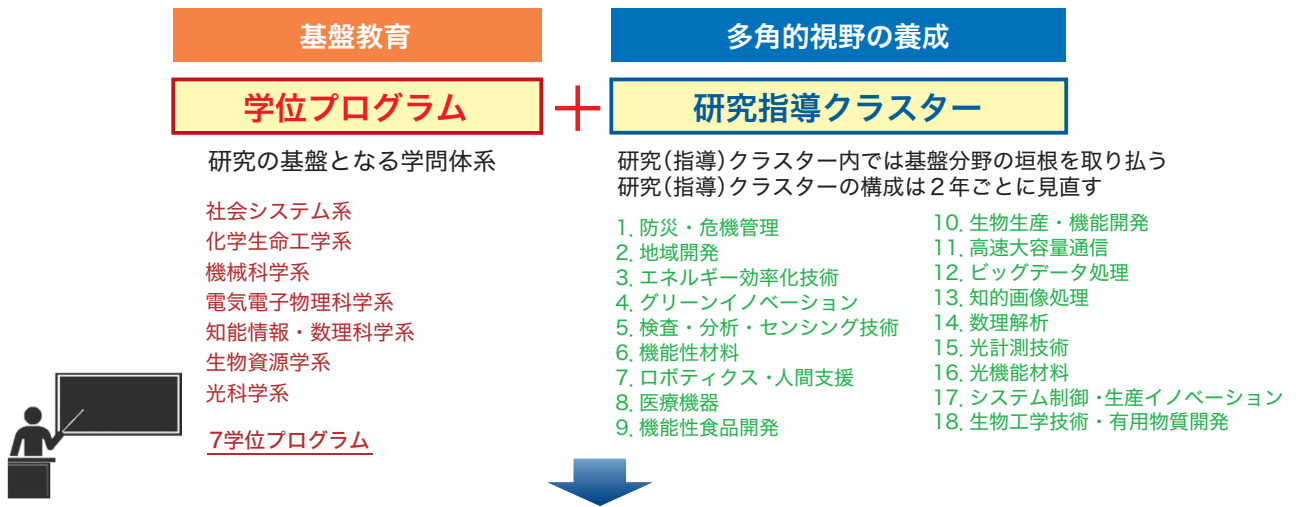 基盤教育
学位プログラム
研究の基盤となる学問体系
社会システム系
化学生命工学系
機械科学系
電気電子物理科学系
知能情報・数理科学系
生物資源学系
光科学系
7学位プログラム
+
多角的視野の養成
研究指導クラスター
研究(指導)クラスター内では基盤分野の垣根を取り払う
研究(指導)クラスターの構成は2年ごとに見直す
1. 防災・危機管理
2. 地域開発
3. エネルギー効率化技術
4. グリーンイノベーション
5. 検査・分析・センシング技術
6. 機能性材料
7. ロボティクス・人間支援
8. 医療機器
9. 機能性食品開発
10. 生物生産・機能開発
11. 高速大容量通信
12. ビッグデータ処理
13. 知的画像処理
14. 数理解析
15. 光計測技術
16. 光機能材料
17. システム制御・生産イノベーション
18. 生物工学技術・有用物質開発